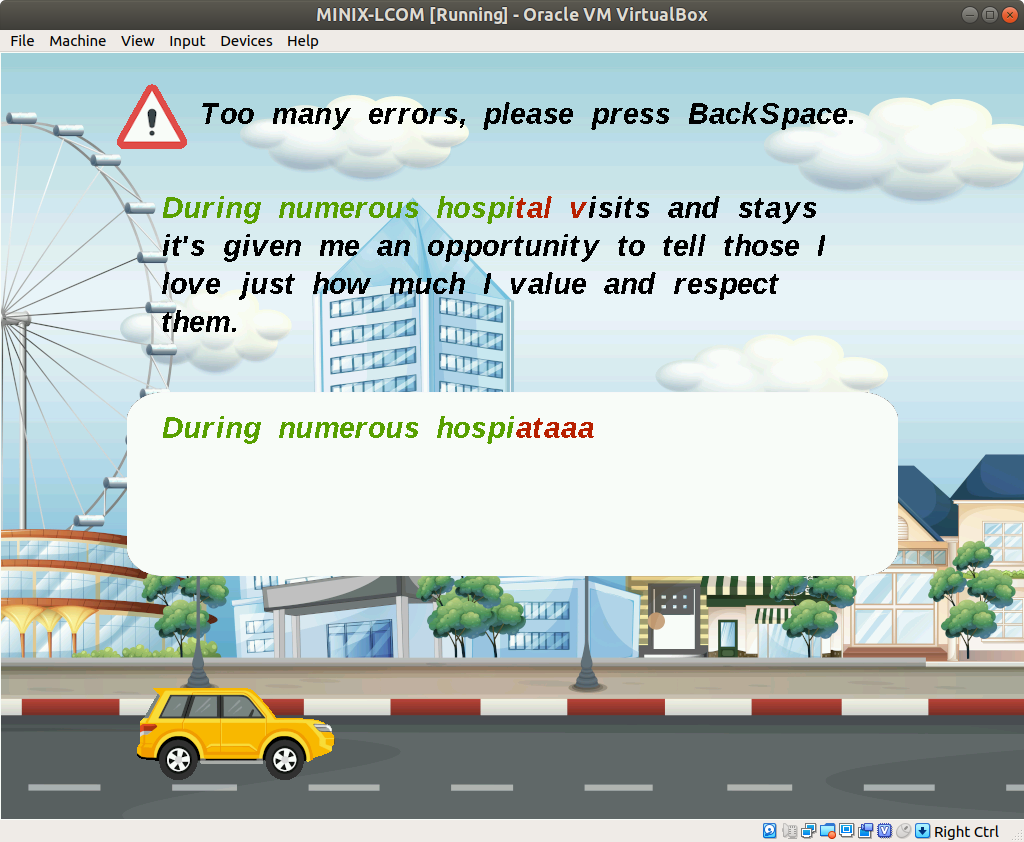 MINIX-LCOM [Running] - Oracle VM VirtualBox
File Machine View Input Devices Help
Too many errors, please press BackSpace.
During numerous hospital visits and stays
it's given me an opportunity to tell those I
love just how much I value and respect
them.
During numerous hospiataaa
Right Ctrl